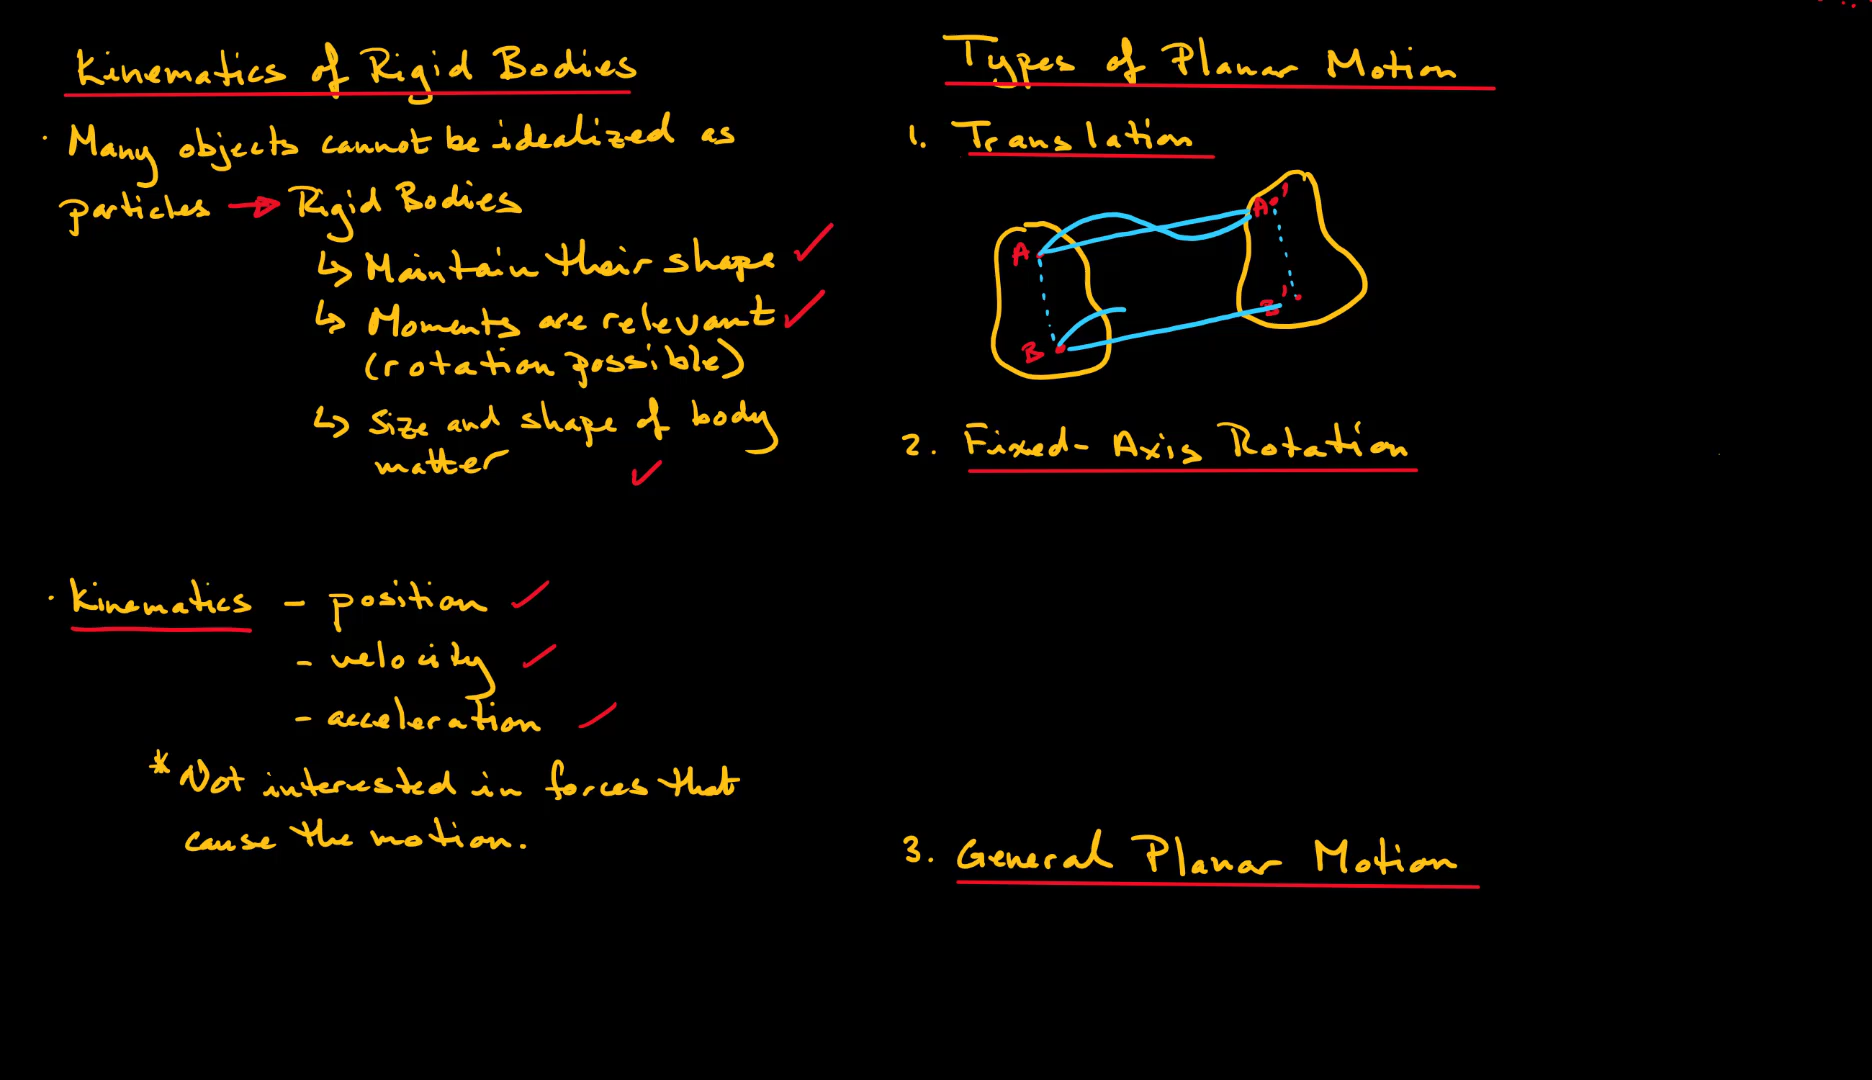 Kinematics of Rigid Bodies
· Many objects cannot be idealized as
particles → Rigid Bodies
↳ Maintain their shape ✓
↳ Moments are relevant ✓
(rotation possible)
↳ Size and shape of body
matter ✓
· Kinematics - position ✓
- velocity ✓
- acceleration ✓
* Not interested in forces that
cause the motion.
Types of Planar Motion
1. Translation
A A'
B B'
2. Fixed-Axis Rotation
3. General Planar Motion